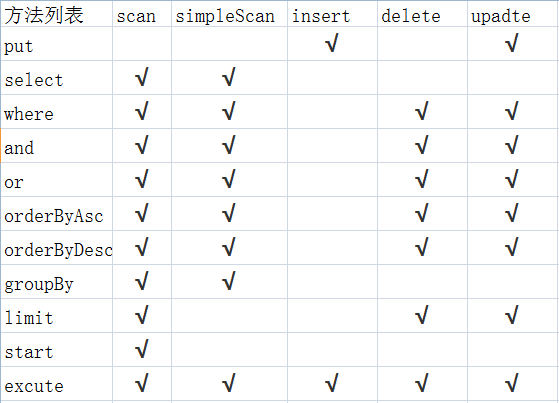 方法列表 scan simpleScan insert delete upadte
put √ √
select √ √
where √ √ √ √
and √ √ √ √
or √ √ √ √
orderByAsc √ √ √ √
orderByDesc √ √ √ √
groupBy √ √
limit √ √ √
start √
excute √ √ √ √ √